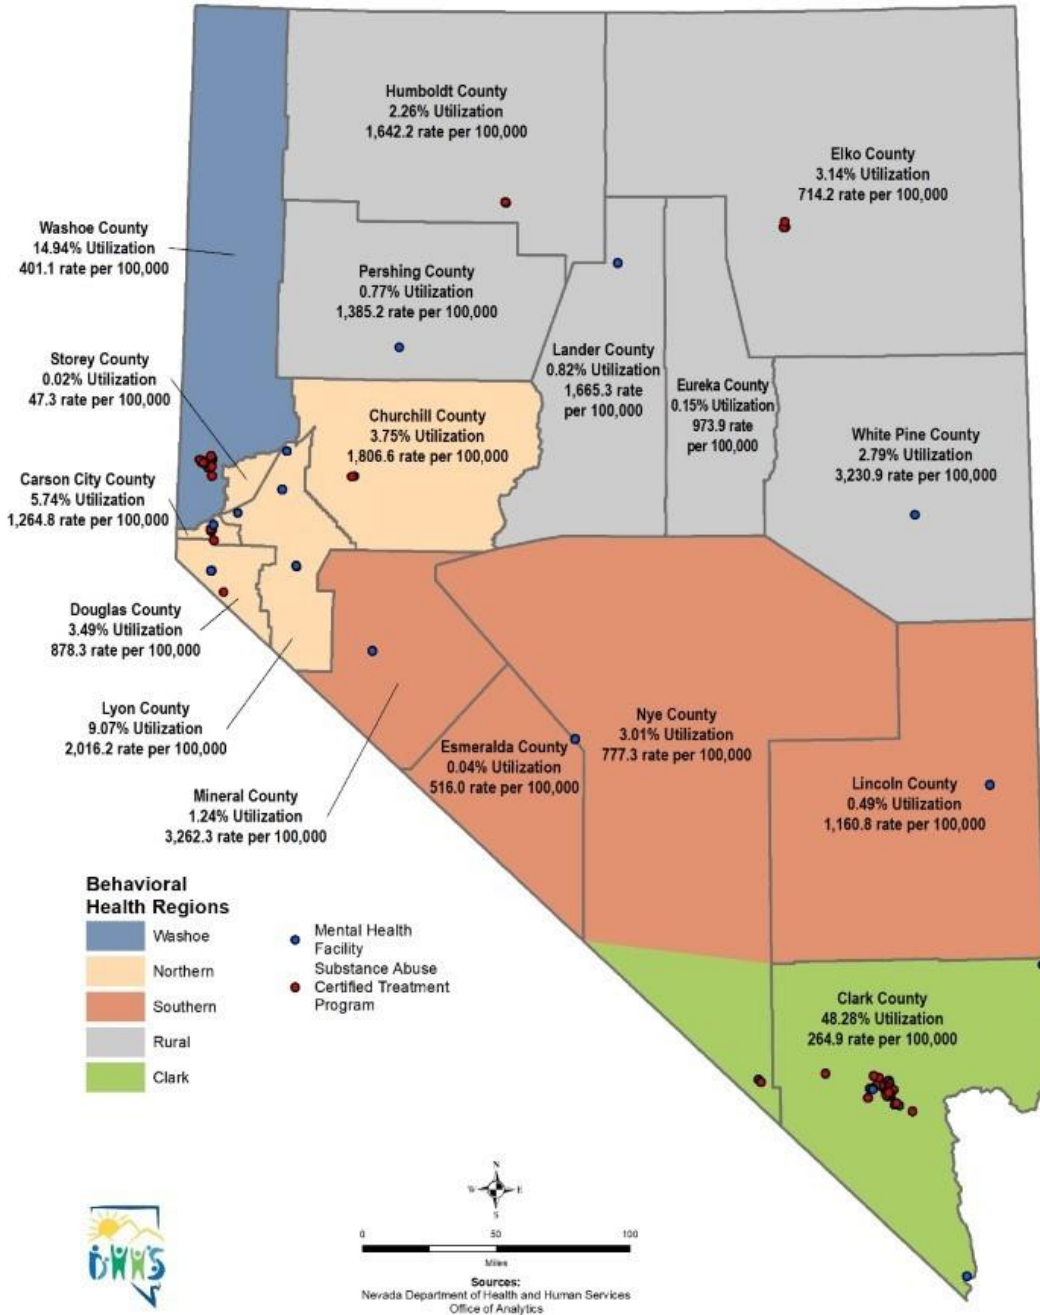 Humboldt County
2.26% Utilization
1,642.2 rate per 100,000
Elko County
3.14% Utilization
714.2 rate per 100,000
Washoe County
14.94% Utilization
401.1 rate per 100,000
Pershing County
0.77% Utilization
1,385.2 rate per 100,000
Storey County
0.02% Utilization
47.3 rate per 100,000
Lander County
0.82% Utilization
1,665.3 rate
per 100,000
Eureka County
0.15% Utilization
973.9 rate
per 100,000
Churchill County
3.75% Utilization
1,806.6 rate per 100,000
White Pine County
2.79% Utilization
3,230.9 rate per 100,000
Carson City County
5.74% Utilization
1,264.8 rate per 100,000
Douglas County
3.49% Utilization
878.3 rate per 100,000
Lyon County
9.07% Utilization
2,016.2 rate per 100,000
Mineral County
1.24% Utilization
3,262.3 rate per 100,000
Esmeralda County
0.04% Utilization
516.0 rate per 100,000
Nye County
3.01% Utilization
777.3 rate per 100,000
Lincoln County
0.49% Utilization
1,160.8 rate per 100,000
Clark County
48.28% Utilization
264.9 rate per 100,000
Behavioral
Health Regions
Washoe
Northern
Southern
Rural
Clark
Mental Health
Facility
Substance Abuse
Certified Treatment
Program
N
W
E
S
0
50
100
Miles
Sources:
Nevada Department of Health and Human Services
Office of Analytics
DHHS